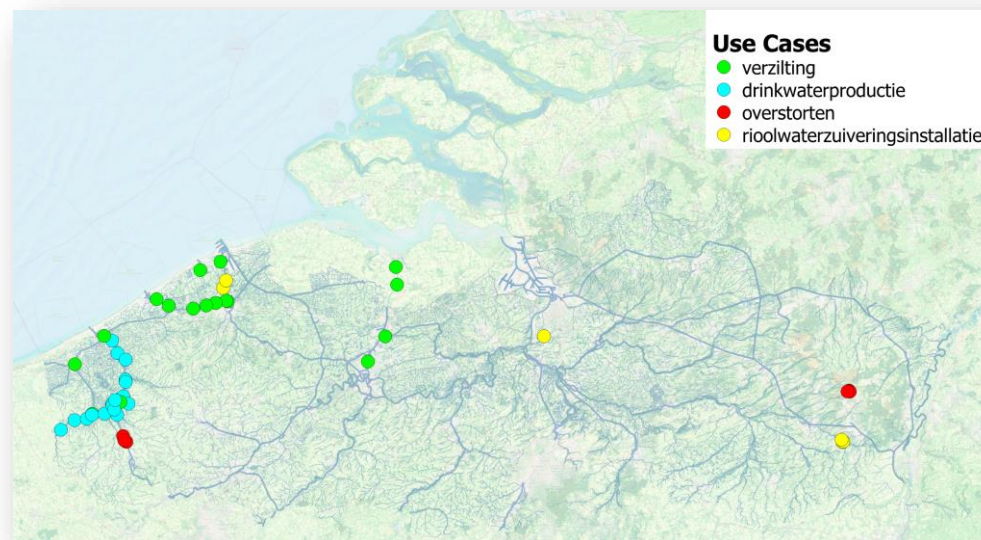 Use Cases
verzilting
drinkwaterproductie
overstorten
rioolwaterzuiveringsinstallatie